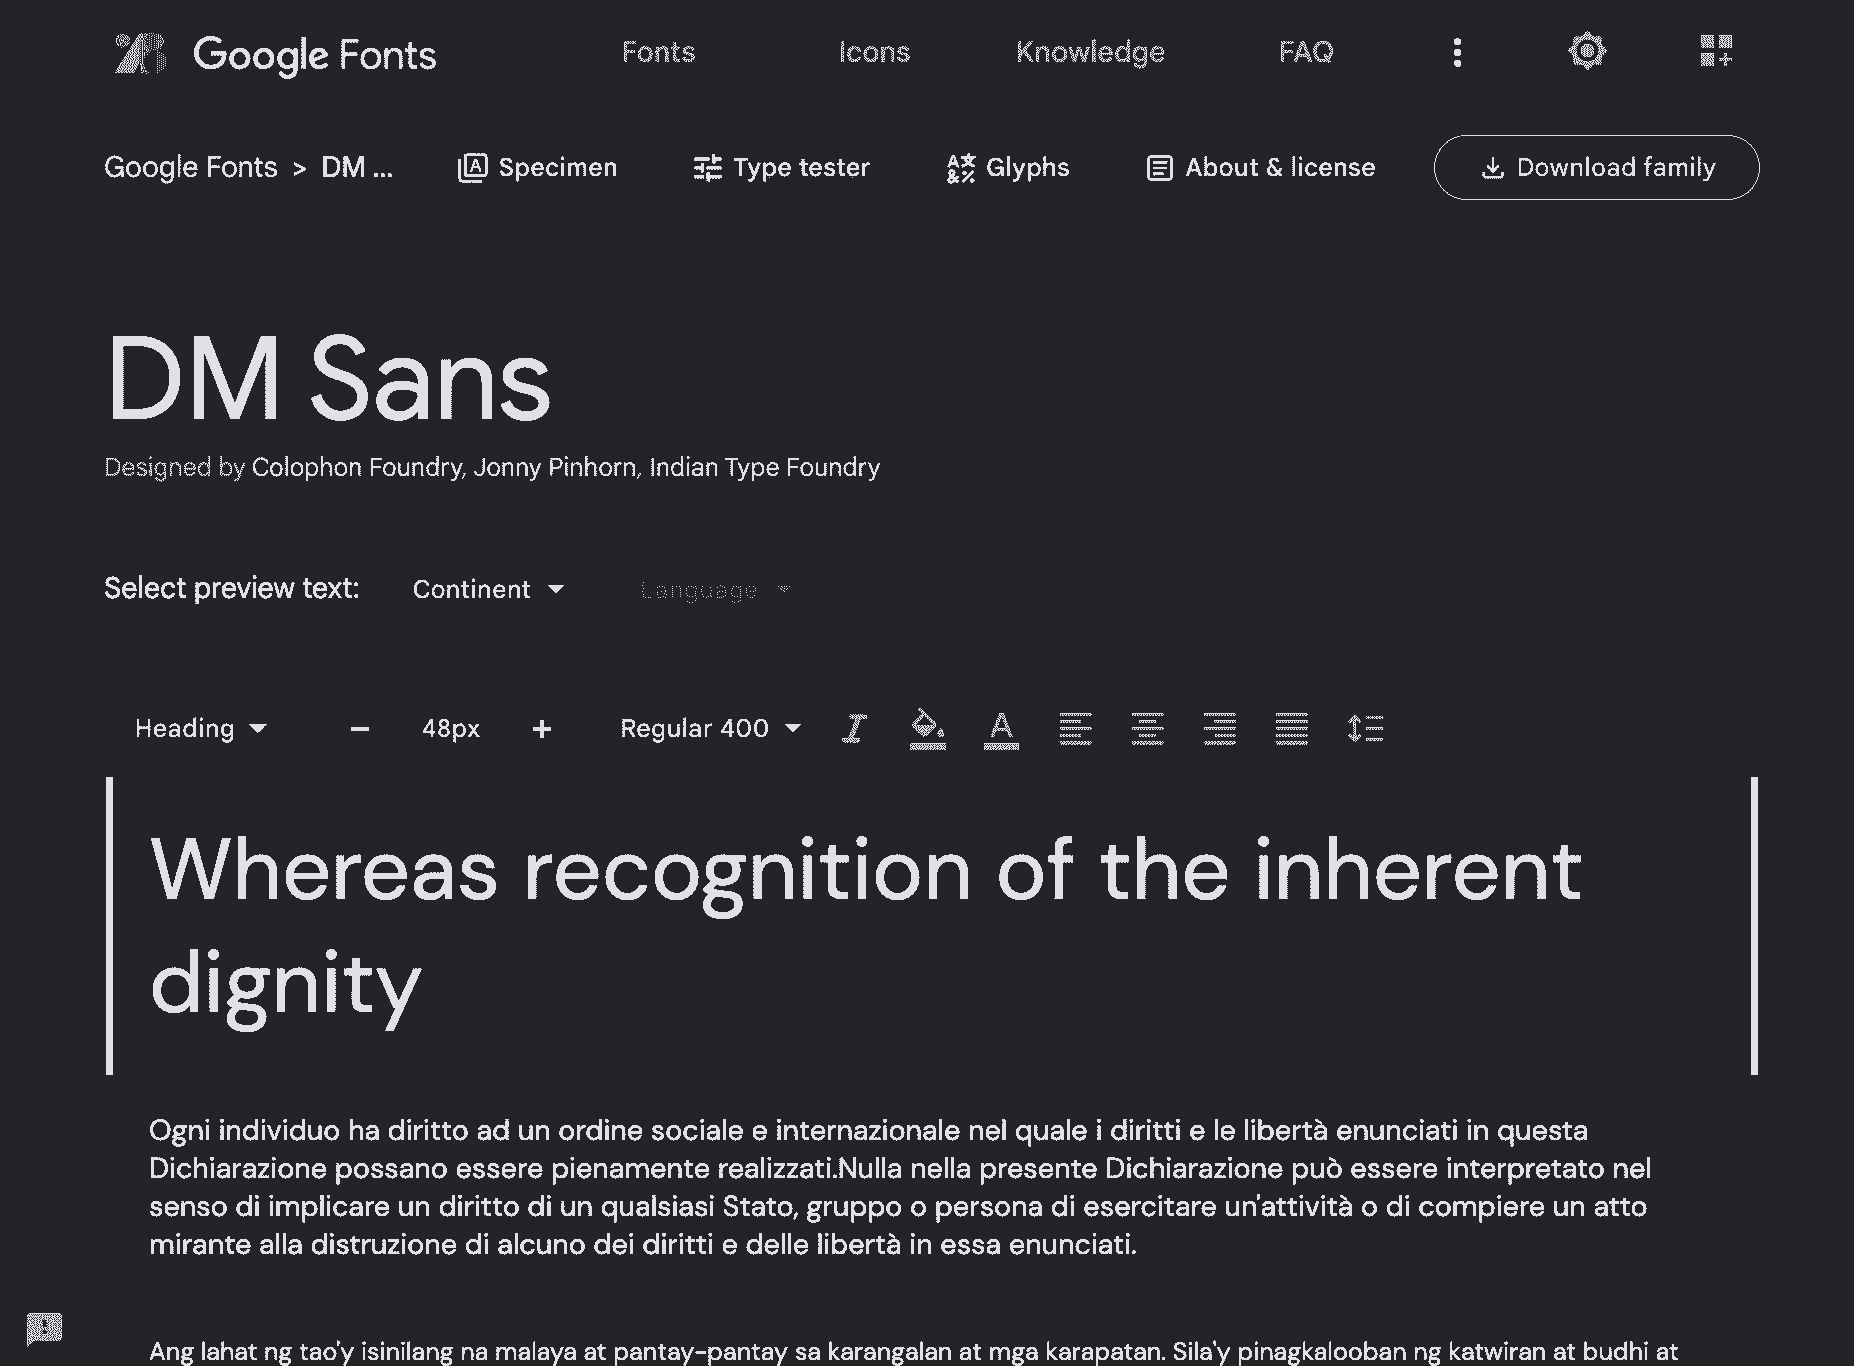 Google Fonts
Fonts
Icons
Knowledge
FAQ
Google Fonts > DM ...
Specimen
Type tester
Glyphs
About & license
Download family
DM Sans
Designed by Colophon Foundry, Jonny Pinhorn, Indian Type Foundry
Select preview text:
Continent
Language
Heading
48px
Regular 400
Whereas recognition of the inherent
dignity
Ogni individuo ha diritto ad un ordine sociale e internazionale nel quale i diritti e le libertà enunciati in questa
Dichiarazione possano essere pienamente realizzati.Nulla nella presente Dichiarazione può essere interpretato nel
senso di implicare un diritto di un qualsiasi Stato, gruppo o persona di esercitare un'attività o di compiere un atto
mirante alla distruzione di alcuno dei diritti e delle libertà in essa enunciati.
Ang lahat ng tao'y isinilang na malaya at pantay-pantay sa karangalan at mga karapatan. Sila'y pinagkalooban ng katwiran at budhi at